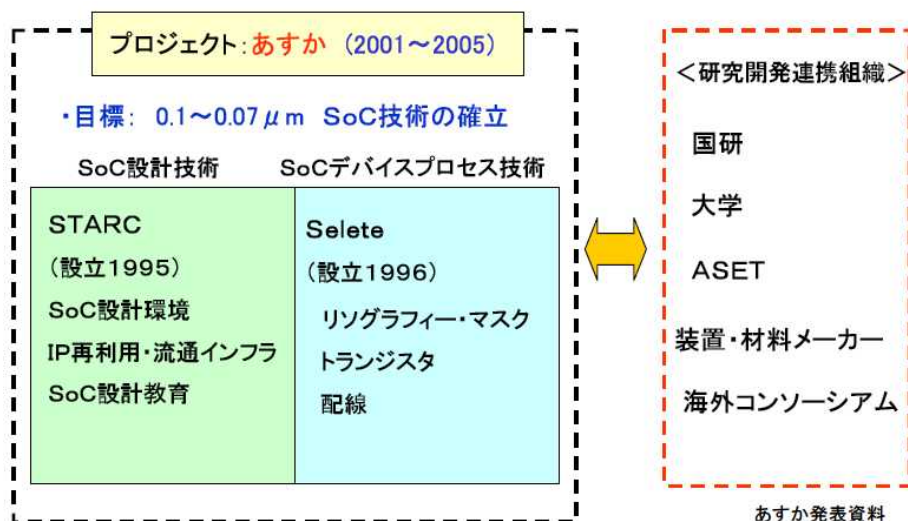 プロジェクト:あすか (2001～2005)
・目標: 0.1～0.07μm SoC技術の確立
SoC設計技術
SoCデバイスプロセス技術
STARC
(設立1995)
SoC設計環境
IP再利用・流通インフラ
SoC設計教育
Selete
(設立1996)
リソグラフィー・マスク
トランジスタ
配線
＜研究開発連携組織＞
国研
大学
ASET
装置・材料メーカー
海外コンソーシアム
あすか発表資料